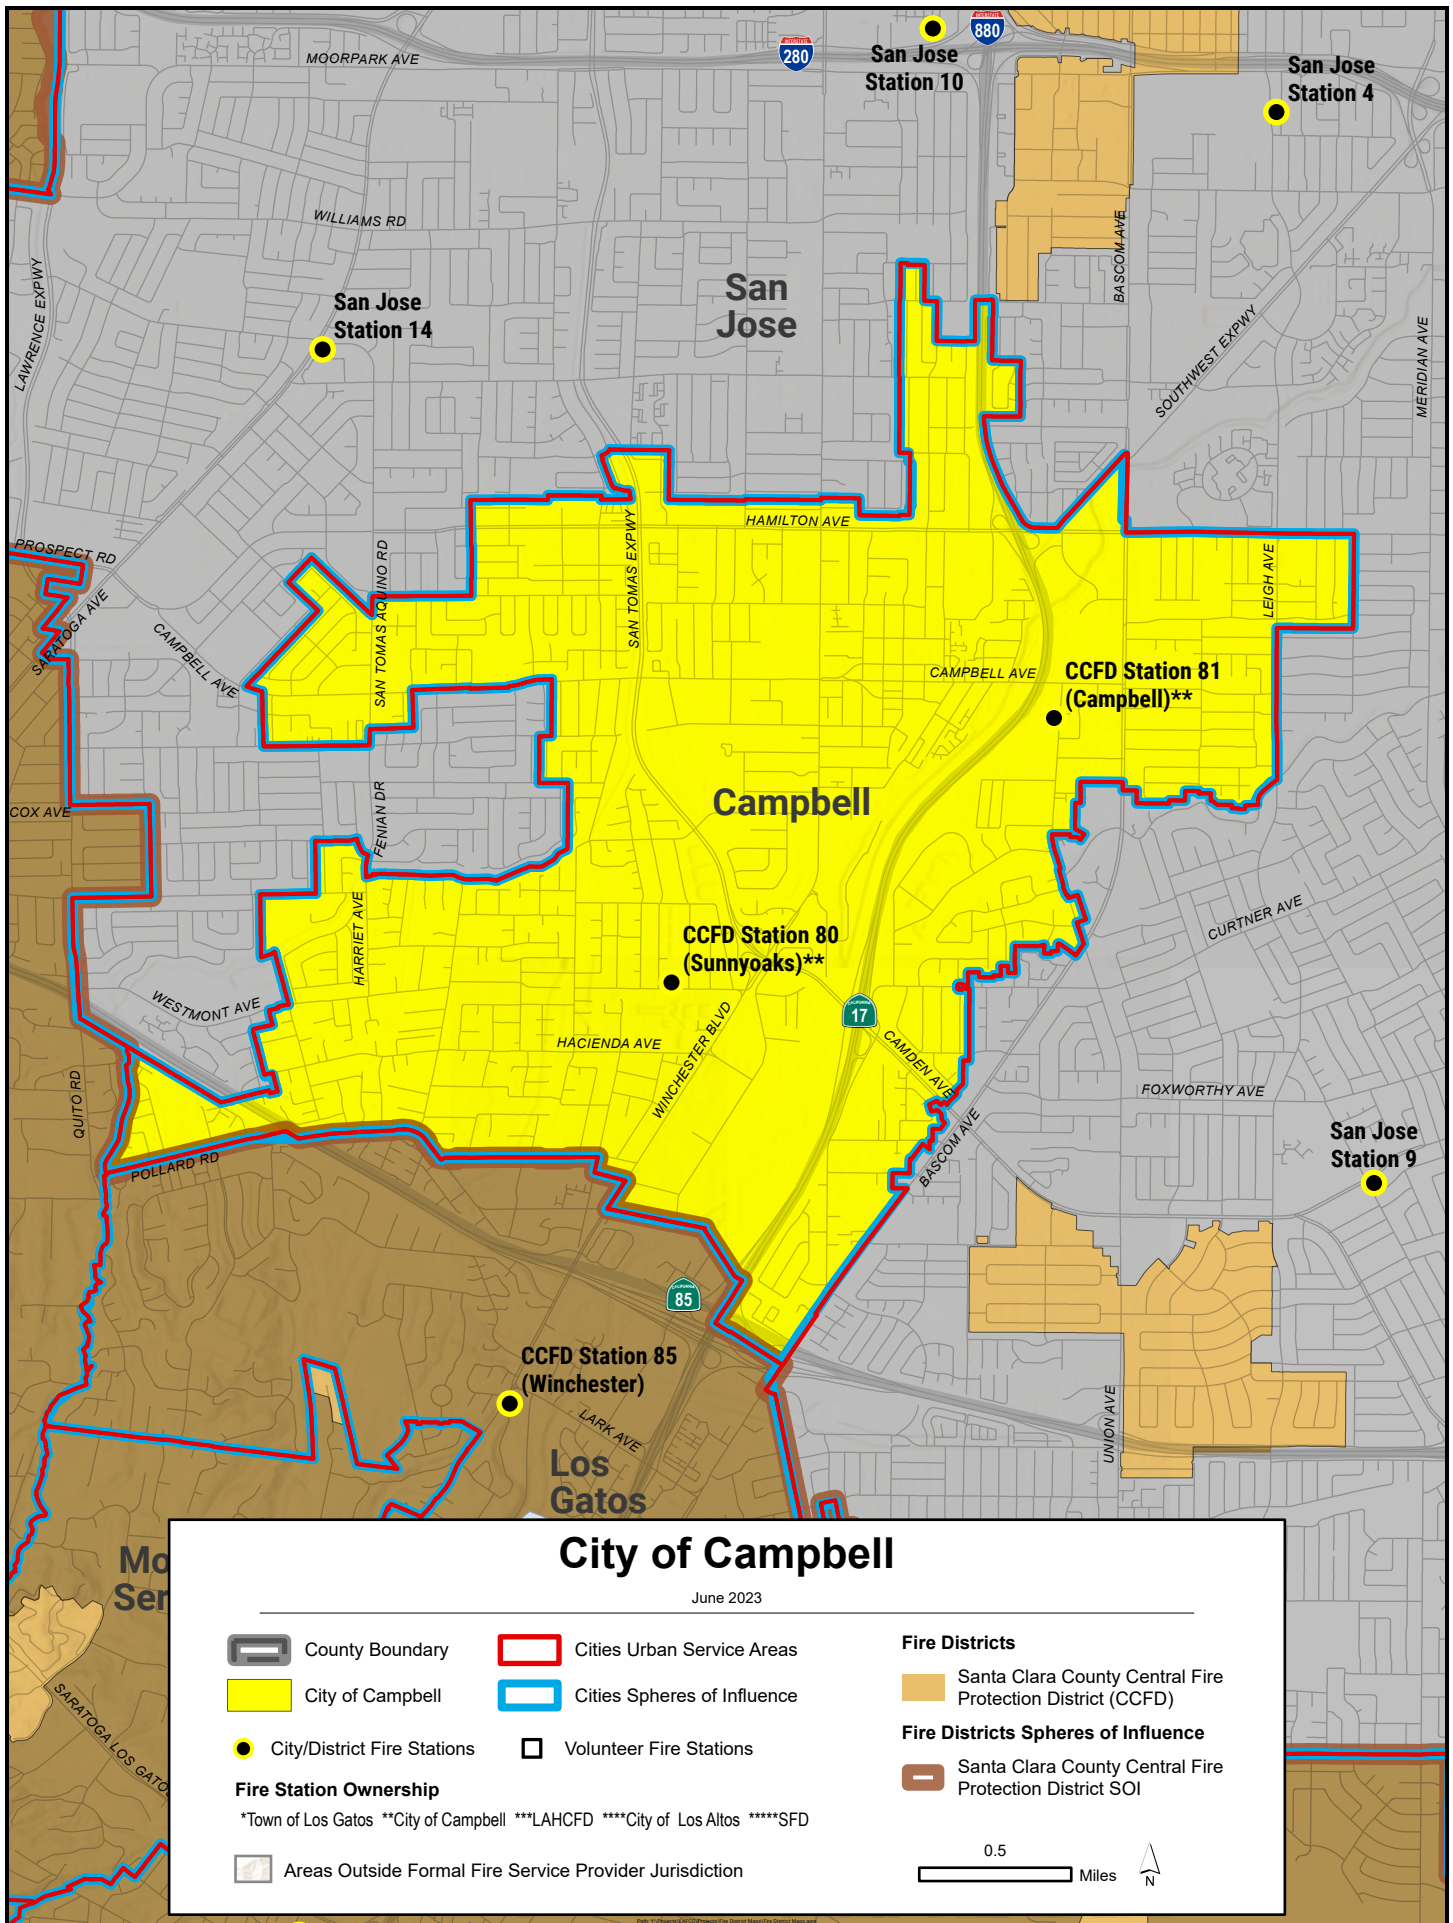 MOORPARK AVE
INTERSTATE
280
INTERSTATE
880
San Jose
Station 10
San Jose
Station 4
WILLIAMS RD
BASCOM AVE
LAWRENCE EXPWY
San Jose
Station 14
San
Jose
SOUTHWEST EXPWY
MERIDIAN AVE
HAMILTON AVE
PROSPECT RD
SAN TOMAS AQUINO RD
SAN TOMAS EXPWY
LEIGH AVE
SARATOGA AVE
CAMPBELL AVE
CAMPBELL AVE
CCFD Station 81
(Campbell)**
COX AVE
FENIAN DR
Campbell
HARRIET AVE
CURTNER AVE
CCFD Station 80
(Sunnyoaks)**
WESTMONT AVE
CALIFORNIA
17
HACIENDA AVE
WINCHESTER BLVD
CAMDEN AVE
FOXWORTHY AVE
QUITO RD
BASCOM AVE
POLLARD RD
San Jose
Station 9
CALIFORNIA
85
CCFD Station 85
(Winchester)
LARK AVE
UNION AVE
Los
Gatos
Mo
Ser
SARATOGA LOS GATO
City of Campbell
June 2023
County Boundary
Cities Urban Service Areas
City of Campbell
Cities Spheres of Influence
City/District Fire Stations
Volunteer Fire Stations
Fire Station Ownership
*Town of Los Gatos **City of Campbell ***LAHCFD ****City of Los Altos *****SFD
Areas Outside Formal Fire Service Provider Jurisdiction
Fire Districts
Santa Clara County Central Fire
Protection District (CCFD)
Fire Districts Spheres of Influence
Santa Clara County Central Fire
Protection District SOI
0.5
Miles
N